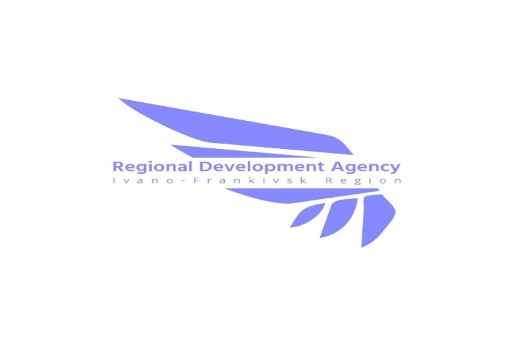 Regional Development Agency
Ivano-Frankivsk Region